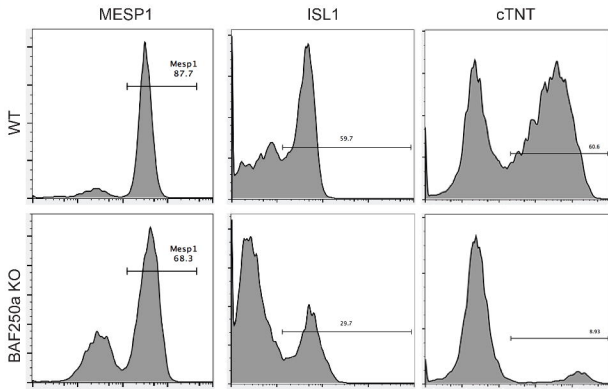 MESP1 ISL1 cTNT
WT
Mesp1
87.7
59.7
60.6
BAF250a KO
Mesp1
68.3
29.7
8.93